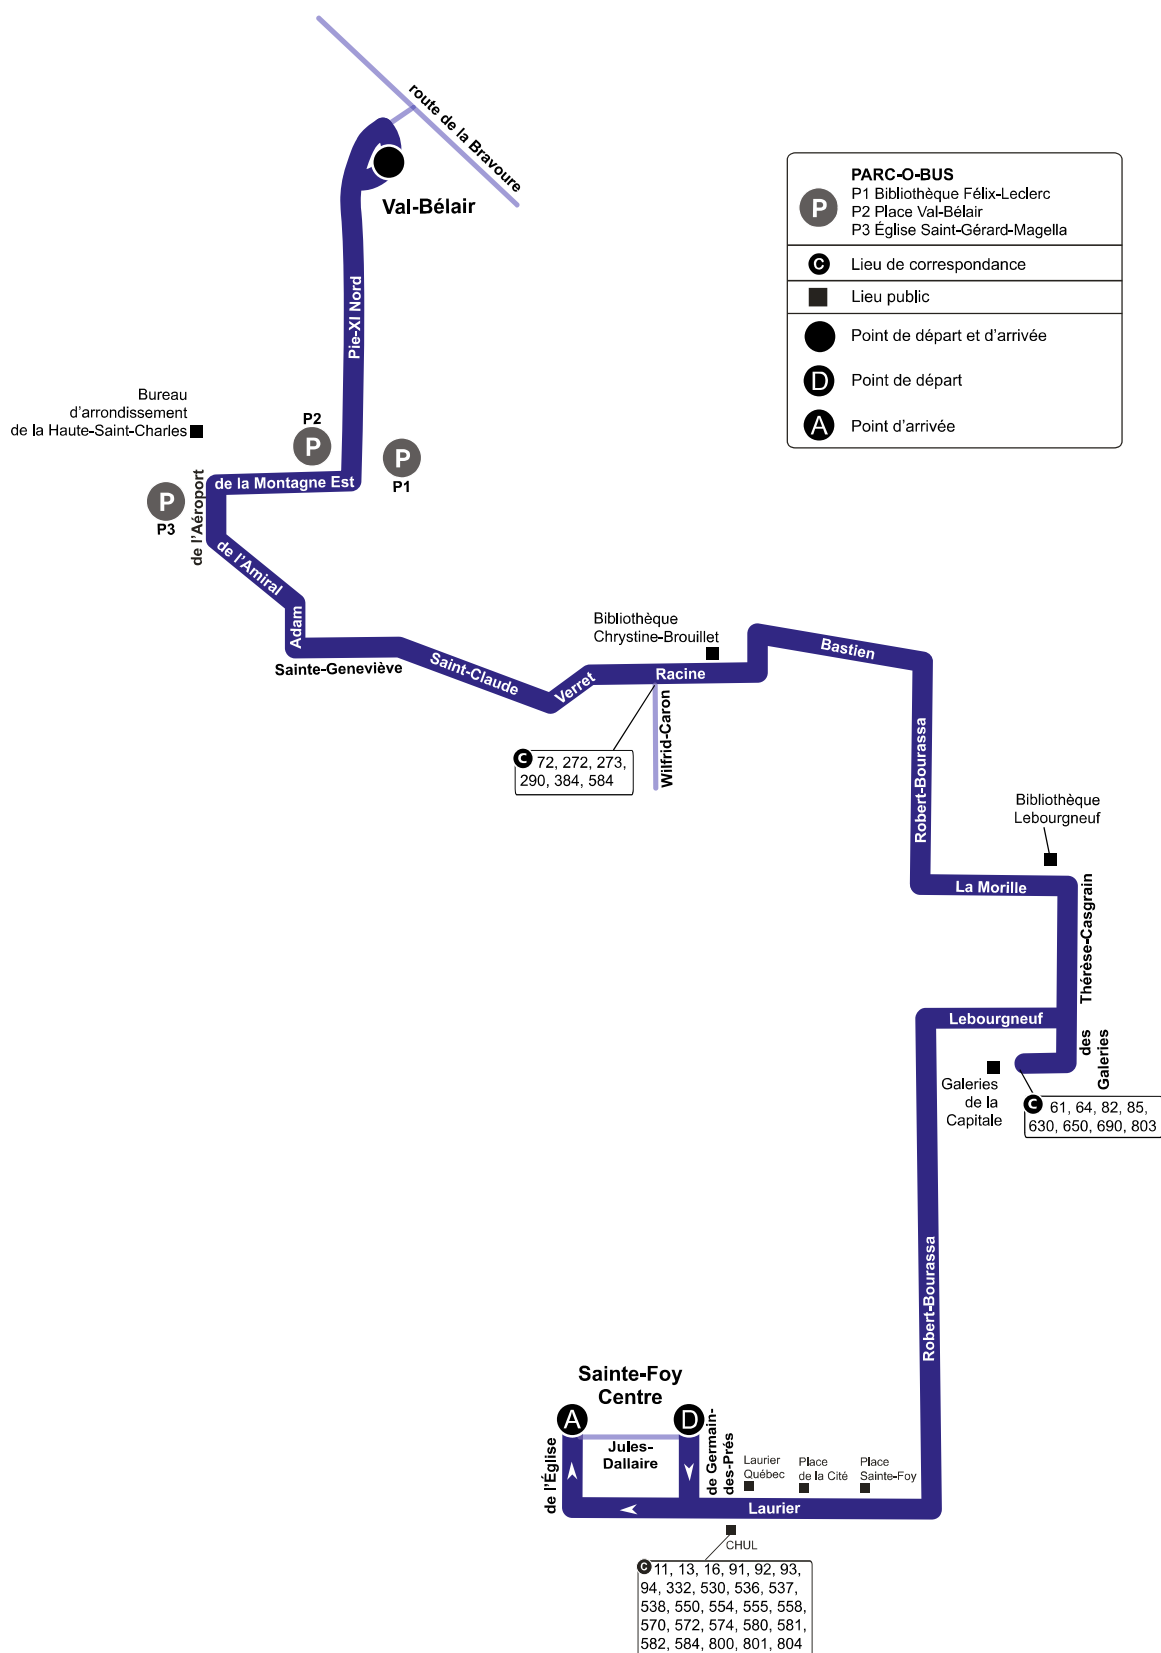 route de la Bravoure
Val-Bélair
PARC-O-BUS
P
P1 Bibliothèque Félix-Leclerc
P2 Place Val-Bélair
P3 Église Saint-Gérard-Magella
C Lieu de correspondance
Lieu public
Point de départ et d'arrivée
D Point de départ
A Point d'arrivée
Pie-XI Nord
Bureau
d'arrondissement
de la Haute-Saint-Charles
P2
P
P
P1
de la Montagne Est
P
P3
de l'Aéroport
de l'Amiral
Adam
Sainte-Geneviève
Saint-Claude
Verret
Bibliothèque
Chrystine-Brouillet
Racine
Bastien
Wilfrid-Caron
C 72, 272, 273,
290, 384, 584
Robert-Bourassa
Bibliothèque
Lebourgneuf
La Morille
Thérèse-Casgrain
Lebourgneuf
des
Galeries
Galeries
de la
Capitale
C 61, 64, 82, 85,
630, 650, 690, 803
Robert-Bourassa
Sainte-Foy
Centre
A
D
Jules-
Dallaire
de l'Église
de Germain-
des-Prés
Laurier
Québec
Place
de la Cité
Place
Sainte-Foy
Laurier
CHUL
C 11, 13, 16, 91, 92, 93,
94, 332, 530, 536, 537,
538, 550, 554, 555, 558,
570, 572, 574, 580, 581,
582, 584, 800, 801, 804